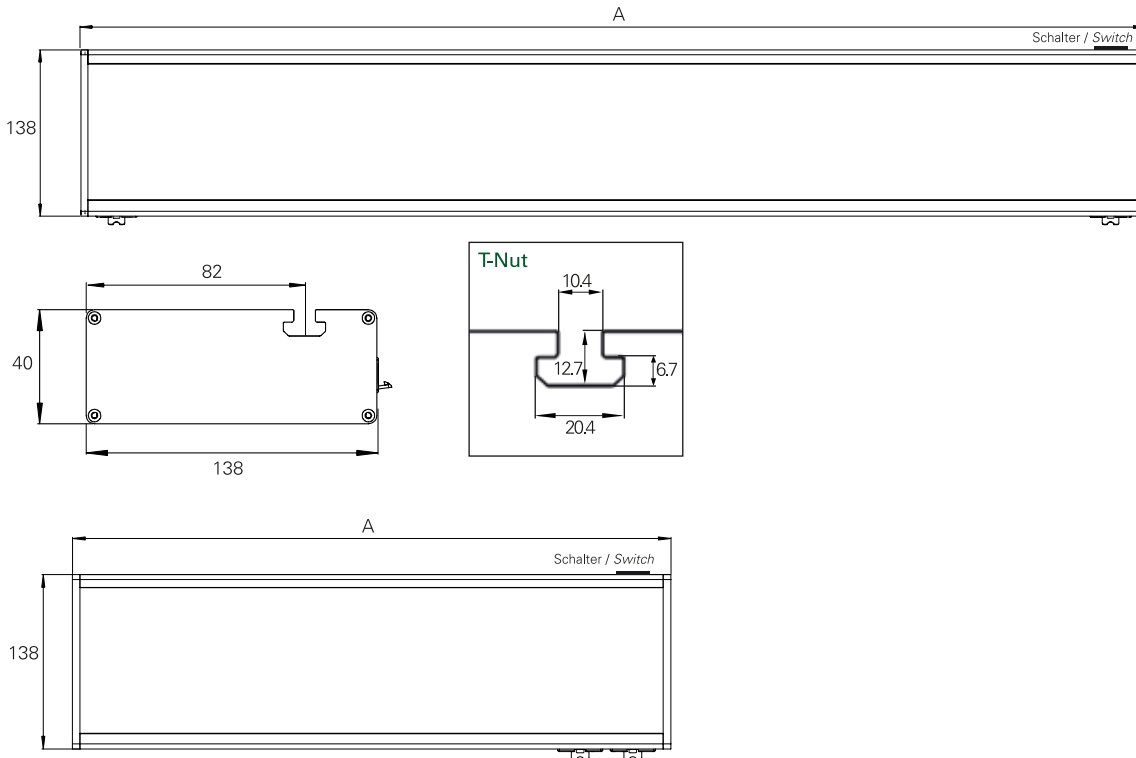 A
Schalter / Switch
138
82
40
138
T-Nut
10.4
12.7
6.7
20.4
A
Schalter / Switch
138